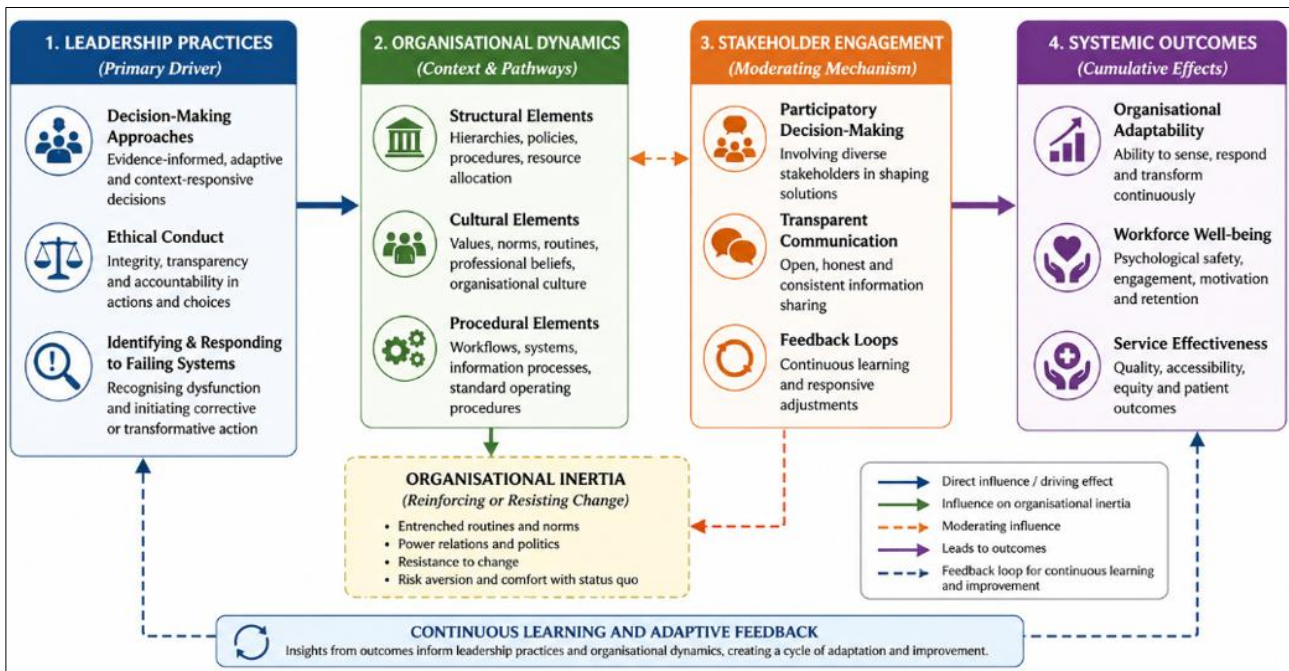 1. LEADERSHIP PRACTICES
(Primary Driver)
Decision-Making
Approaches
Evidence-informed, adaptive
and context-responsive
decisions
Ethical Conduct
Integrity, transparency
and accountability in
actions and choices
Identifying & Responding
to Failing Systems
Recognising dysfunction
and initiating corrective
or transformative action
2. ORGANISATIONAL DYNAMICS
(Context & Pathways)
Structural Elements
Hierarchies, policies,
procedures, resource
allocation
Cultural Elements
Values, norms, routines,
professional beliefs,
organisational culture
Procedural Elements
Workflows, systems,
information processes,
standard operating
procedures
3. STAKEHOLDER ENGAGEMENT
(Moderating Mechanism)
Participatory
Decision-Making
Involving diverse
stakeholders in shaping
solutions
Transparent
Communication
Open, honest and
consistent information
sharing
Feedback Loops
Continuous learning
and responsive
adjustments
4. SYSTEMIC OUTCOMES
(Cumulative Effects)
Organisational
Adaptability
Ability to sense, respond
and transform
continuously
Workforce Well-being
Psychological safety,
engagement, motivation
and retention
Service Effectiveness
Quality, accessibility,
equity and patient
outcomes
ORGANISATIONAL INERTIA
(Reinforcing or Resisting Change)
• Entrenched routines and norms
• Power relations and politics
• Resistance to change
• Risk aversion and comfort with status quo
Direct influence / driving effect
Influence on organisational inertia
Moderating influence
Leads to outcomes
Feedback loop for continuous learning
and improvement
CONTINUOUS LEARNING AND ADAPTIVE FEEDBACK
Insights from outcomes inform leadership practices and organisational dynamics, creating a cycle of adaptation and improvement.